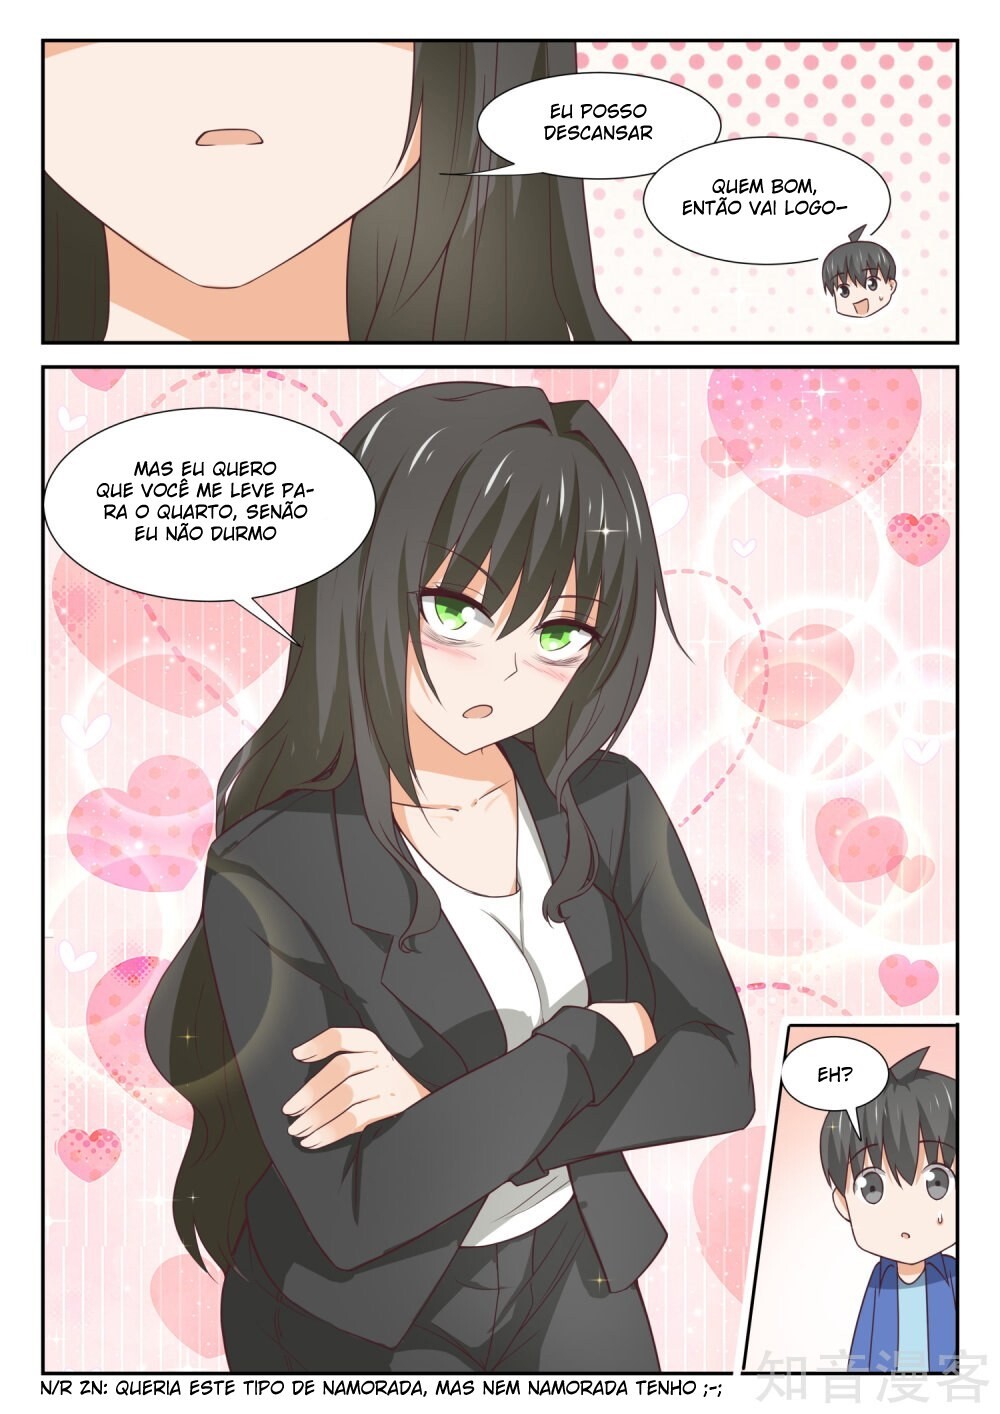 EU POSSO
DESCANSAR
QUEM BOM,
ENTÃO VAI LOGO-
MAS EU QUERO
QUE VOCÊ ME LEVE PA-
RA O QUARTO, SENÃO
EU NÃO DURMO
EH?
N/R ZN: QUERIA ESTE TIPO DE NAMORADA, MAS NEM NAMORADA TENHO ;-;
知音漫客